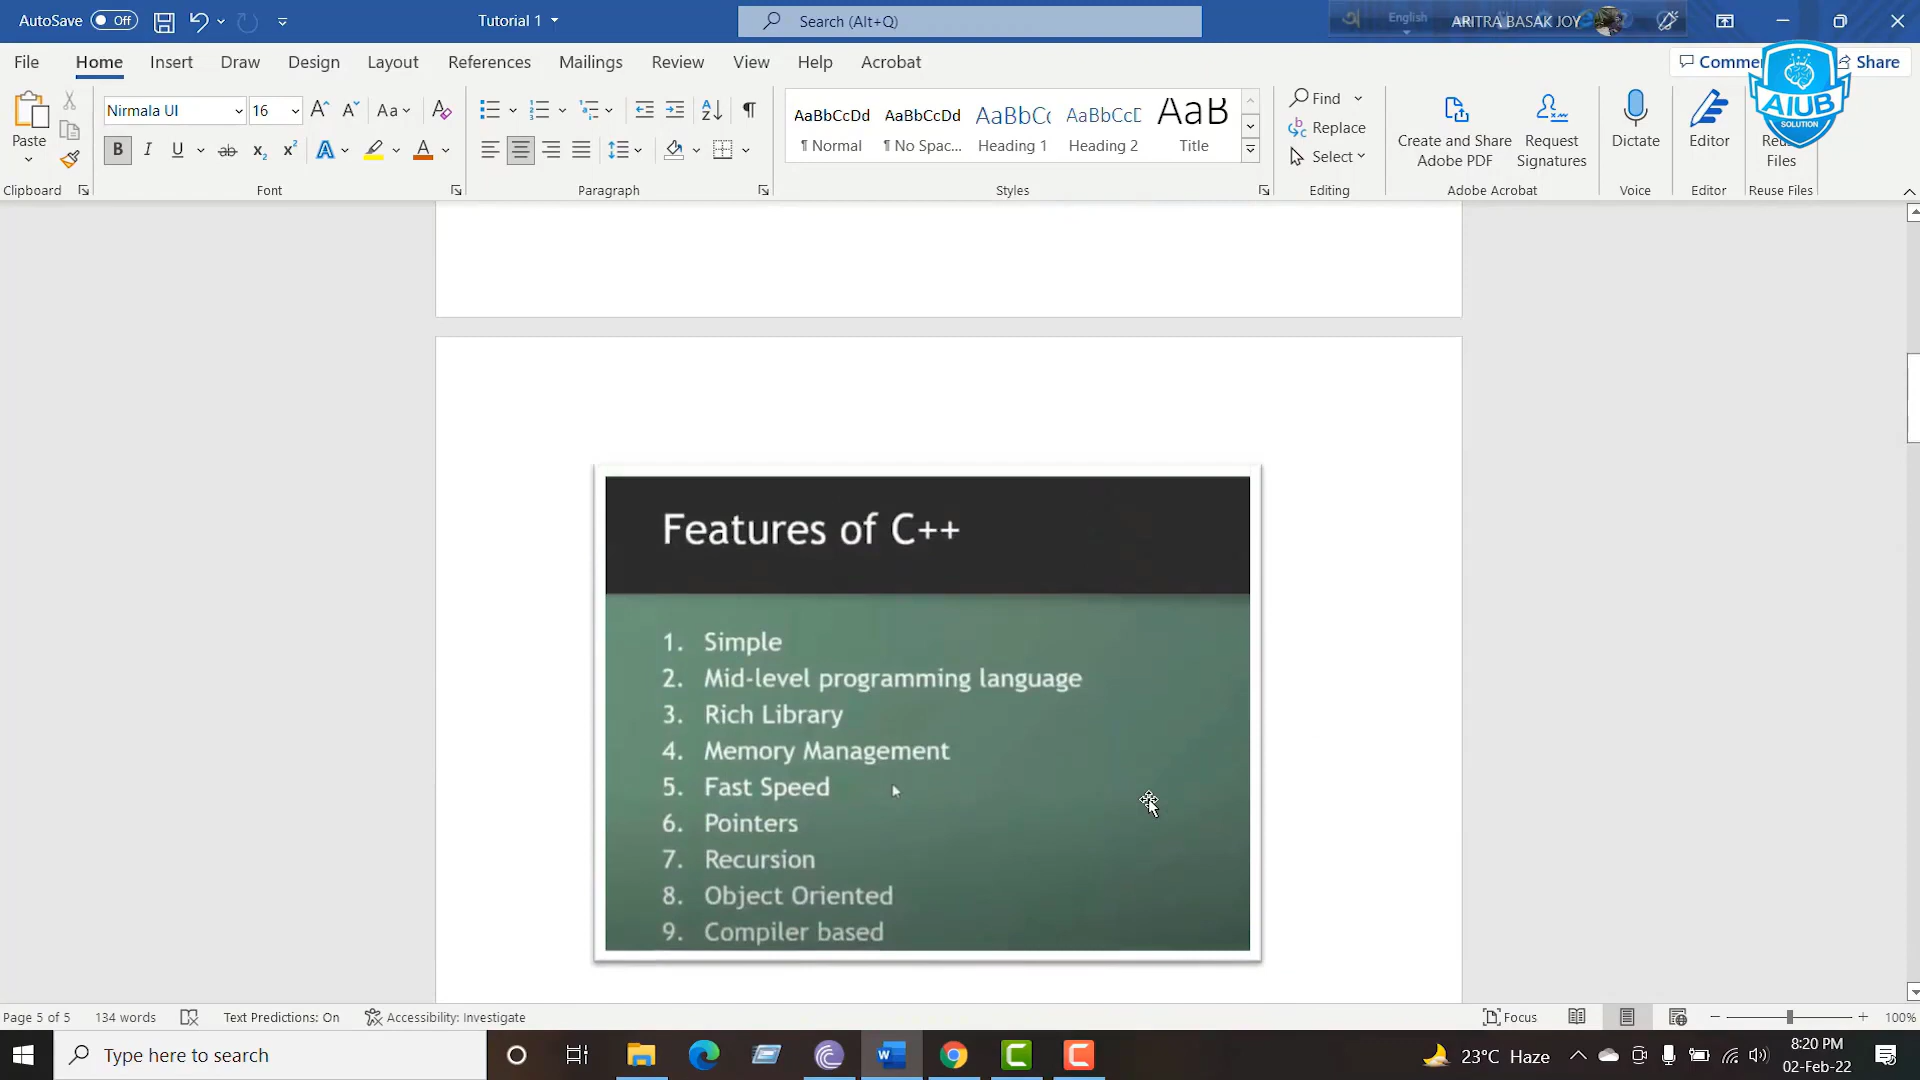 AutoSave Off Tutorial 1 Search (Alt+Q) English ARITRA BASAK JOY
File Home Insert Draw Design Layout References Mailings Review View Help Acrobat Share
AIUB
SOLUTION
Paste Nirmala UI 16 Aa
AaBbCcDd AaBbCcDd AaBbCc AaBbCcD AaB
¶ Normal ¶ No Spac... Heading 1 Heading 2 Title
Find
Replace
Select
Create and Share
Adobe PDF
Request
Signatures
Dictate
Editor
Files
Clipboard Font Paragraph Styles Editing Adobe Acrobat Voice Editor Reuse Files
Features of C++
1. Simple
2. Mid-level programming language
3. Rich Library
4. Memory Management
5. Fast Speed
6. Pointers
7. Recursion
8. Object Oriented
9. Compiler based
Page 5 of 5 134 words Text Predictions: On Accessibility: Investigate Focus 100%
Type here to search 23°C Haze 8:20 PM
02-Feb-22